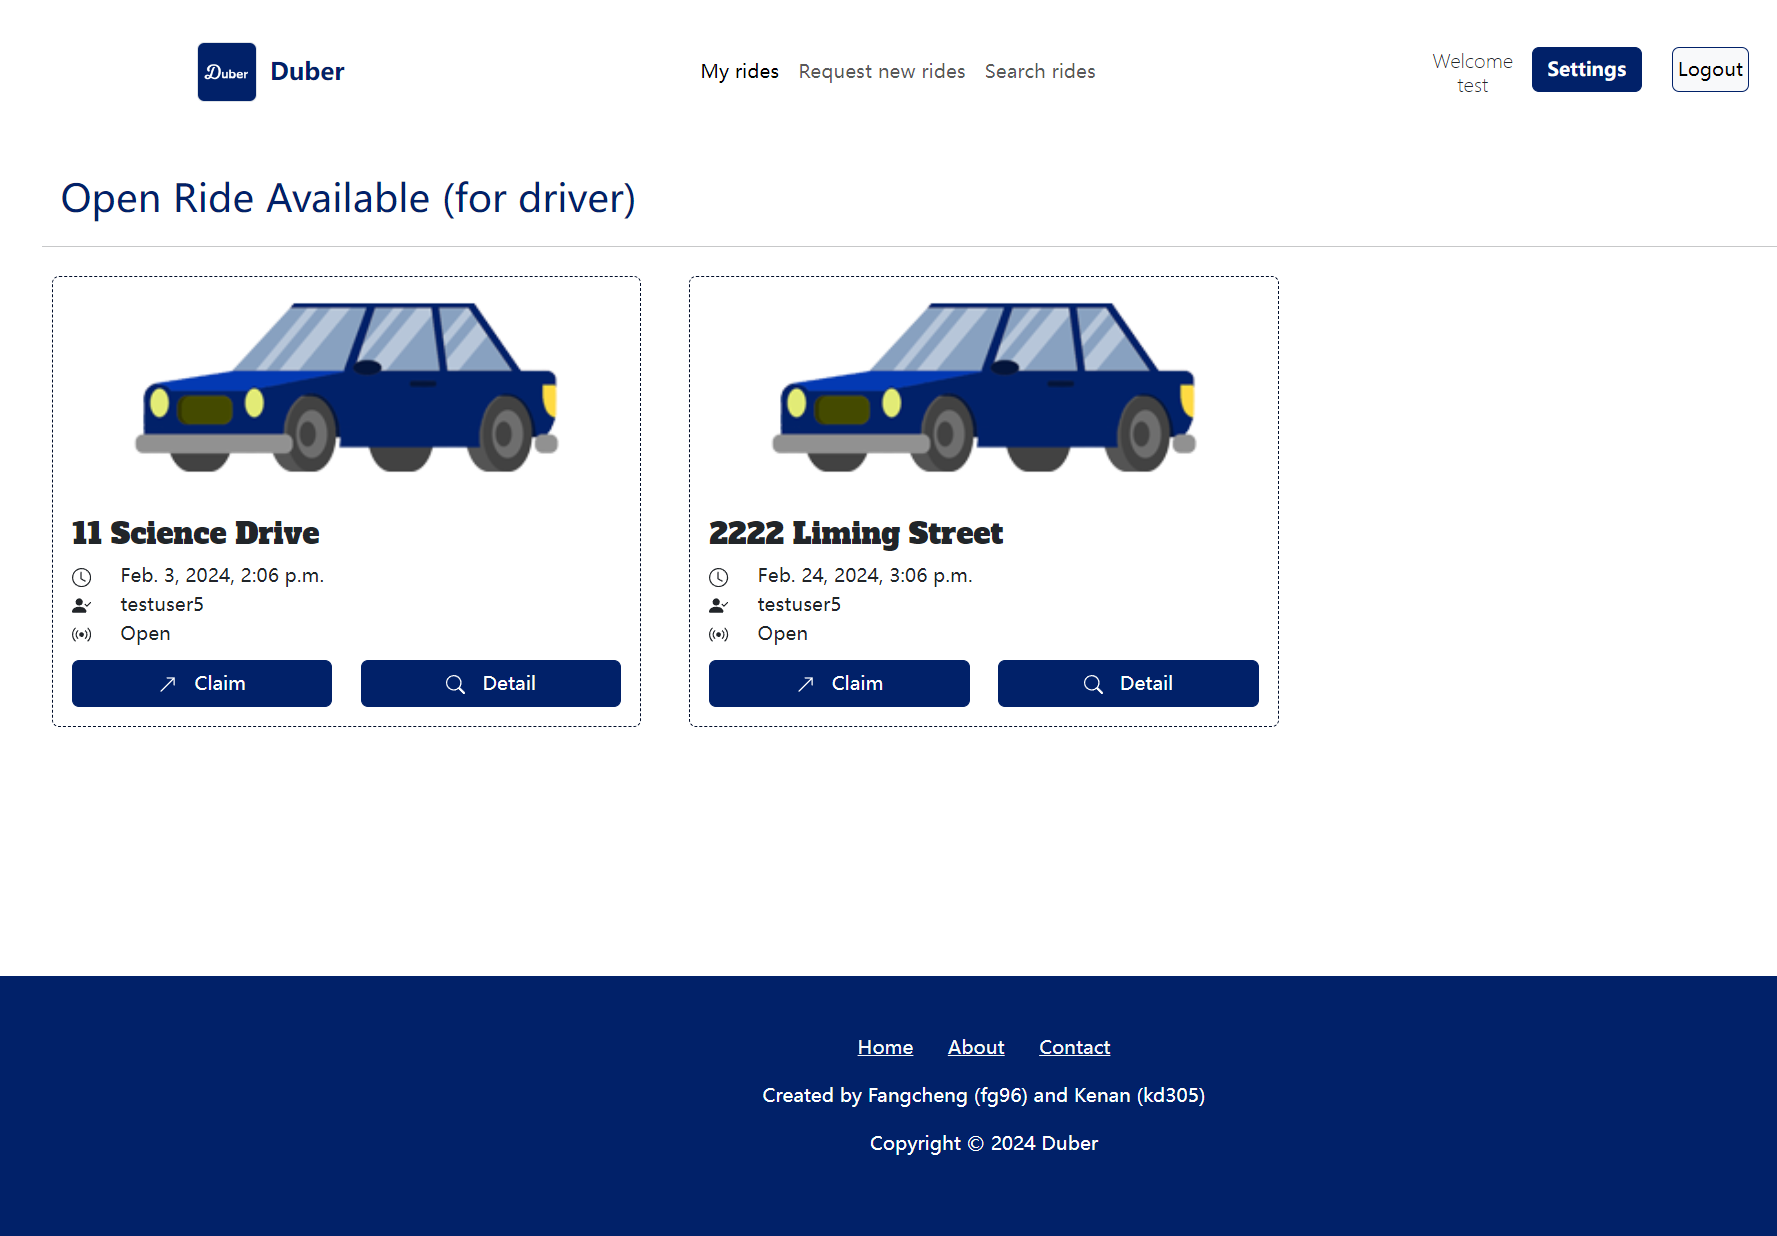 Duber
Duber
My rides
Request new rides
Search rides
Welcome
test
Settings
Logout
Open Ride Available (for driver)
11 Science Drive
Feb. 3, 2024, 2:06 p.m.
testuser5
Open
Claim
Detail
2222 Liming Street
Feb. 24, 2024, 3:06 p.m.
testuser5
Open
Claim
Detail
Home
About
Contact
Created by Fangcheng (fg96) and Kenan (kd305)
Copyright © 2024 Duber